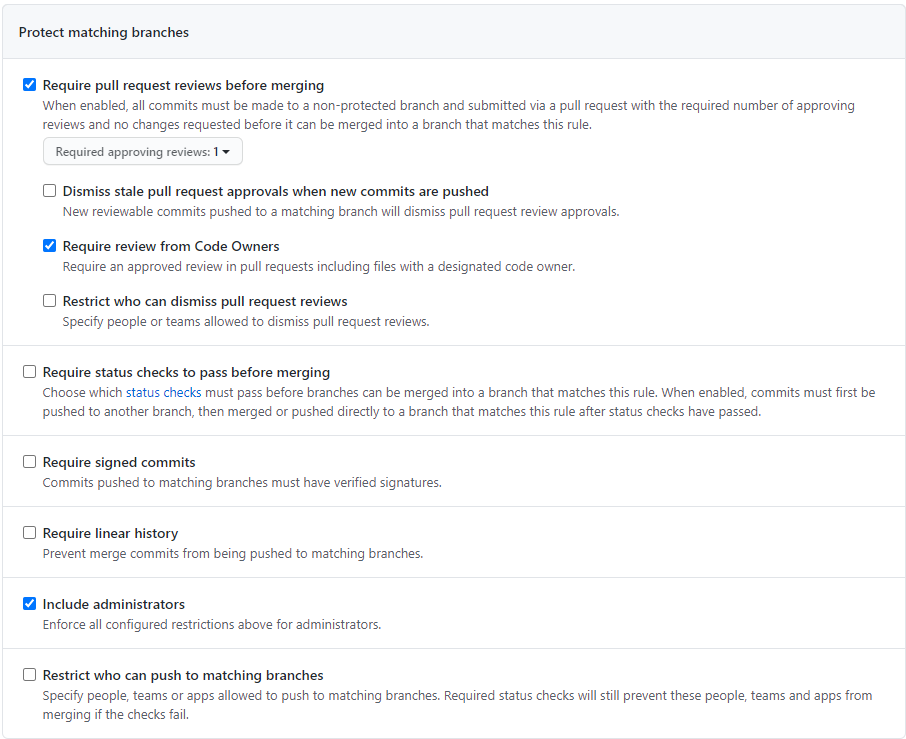 Protect matching branches
Require pull request reviews before merging
When enabled, all commits must be made to a non-protected branch and submitted via a pull request with the required number of approving
reviews and no changes requested before it can be merged into a branch that matches this rule.
Required approving reviews: 1
Dismiss stale pull request approvals when new commits are pushed
New reviewable commits pushed to a matching branch will dismiss pull request review approvals.
Require review from Code Owners
Require an approved review in pull requests including files with a designated code owner.
Restrict who can dismiss pull request reviews
Specify people or teams allowed to dismiss pull request reviews.
Require status checks to pass before merging
Choose which status checks must pass before branches can be merged into a branch that matches this rule. When enabled, commits must first be
pushed to another branch, then merged or pushed directly to a branch that matches this rule after status checks have passed.
Require signed commits
Commits pushed to matching branches must have verified signatures.
Require linear history
Prevent merge commits from being pushed to matching branches.
Include administrators
Enforce all configured restrictions above for administrators.
Restrict who can push to matching branches
Specify people, teams or apps allowed to push to matching branches. Required status checks will still prevent these people, teams and apps from
merging if the checks fail.